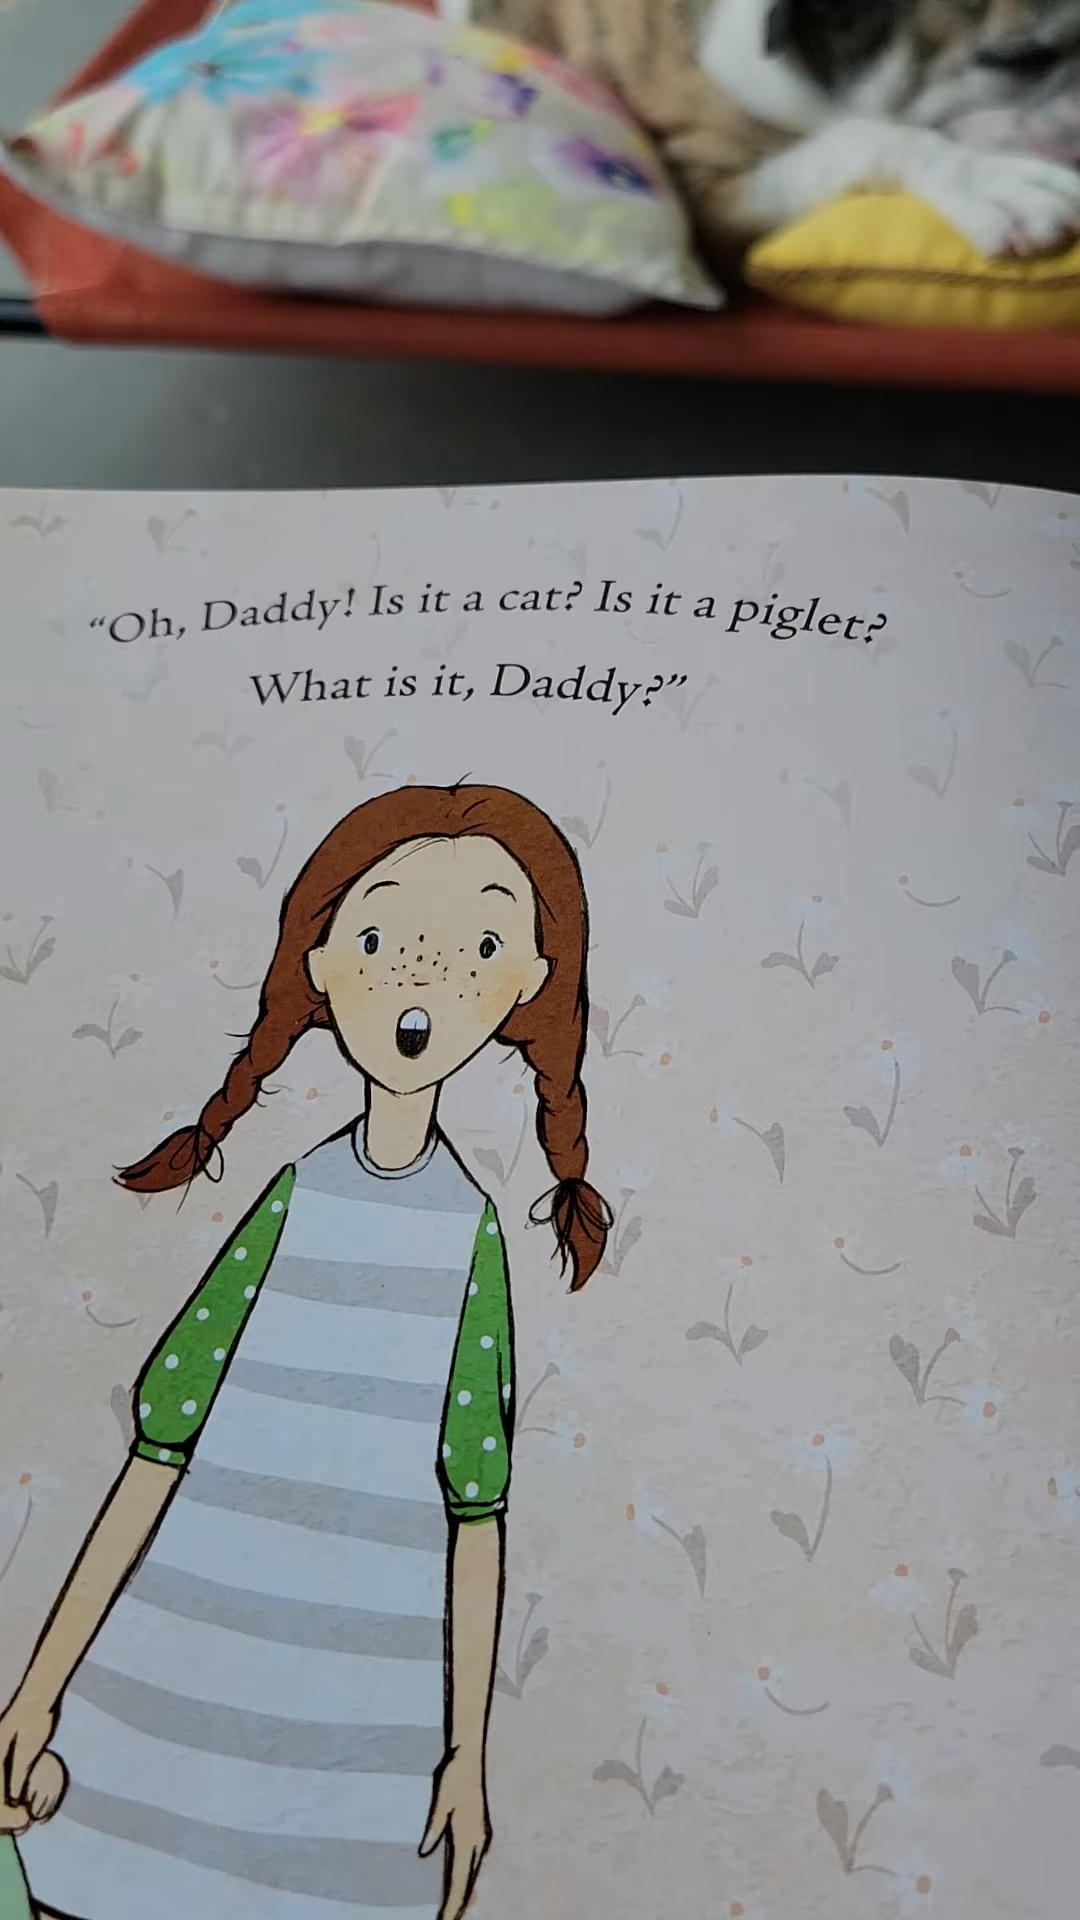 “Oh, Daddy! Is it a cat? Is it a piglet?
What is it, Daddy?”